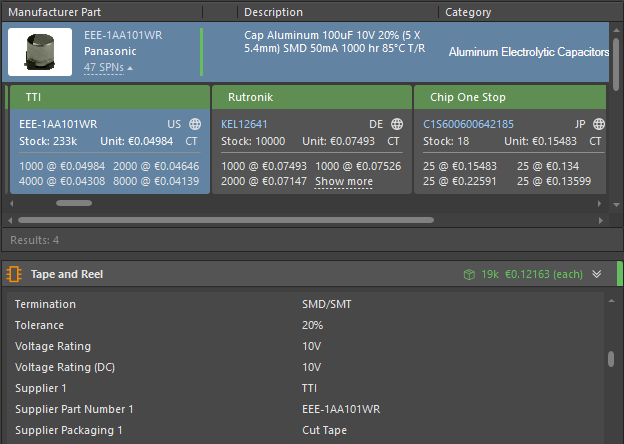 Manufacturer Part Description Category
EEE-1AA101WR
Panasonic
47 SPNs
Cap Aluminum 100uF 10V 20% (5 X
5.4mm) SMD 50mA 1000 hr 85°C T/R
Aluminum Electrolytic Capacitors
TTI
EEE-1AA101WR US
Stock: 233k Unit: €0.04984 CT
1000 @ €0.04984 2000 @ €0.04646
4000 @ €0.04308 8000 @ €0.04139
Rutronik
KEL12641 DE
Stock: 10000 Unit: €0.07493 CT
1000 @ €0.07493 1000 @ €0.07526
2000 @ €0.07147 Show more
Chip One Stop
C1S600600642185 JP
Stock: 18 Unit: €0.15483 CT
25 @ €0.15483 25 @ €0.134
25 @ €0.22591 25 @ €0.13599
Results: 4
Tape and Reel 19k €0.12163 (each)
Termination SMD/SMT
Tolerance 20%
Voltage Rating 10V
Voltage Rating (DC) 10V
Supplier 1 TTI
Supplier Part Number 1 EEE-1AA101WR
Supplier Packaging 1 Cut Tape